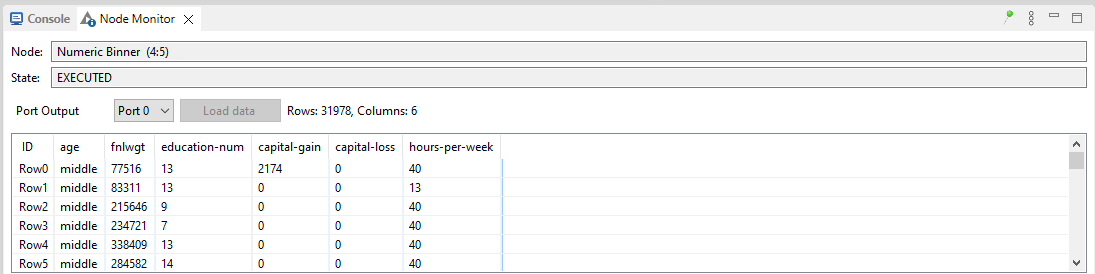 Console Node Monitor
Node: Numeric Binner (4:5)
State: EXECUTED
Port Output Port 0 Load data Rows: 31978, Columns: 6
ID age fnlwgt education-num capital-gain capital-loss hours-per-week
Row0 middle 77516 13 2174 0 40
Row1 middle 83311 13 0 0 13
Row2 middle 215646 9 0 0 40
Row3 middle 234721 7 0 0 40
Row4 middle 338409 13 0 0 40
Row5 middle 284582 14 0 0 40